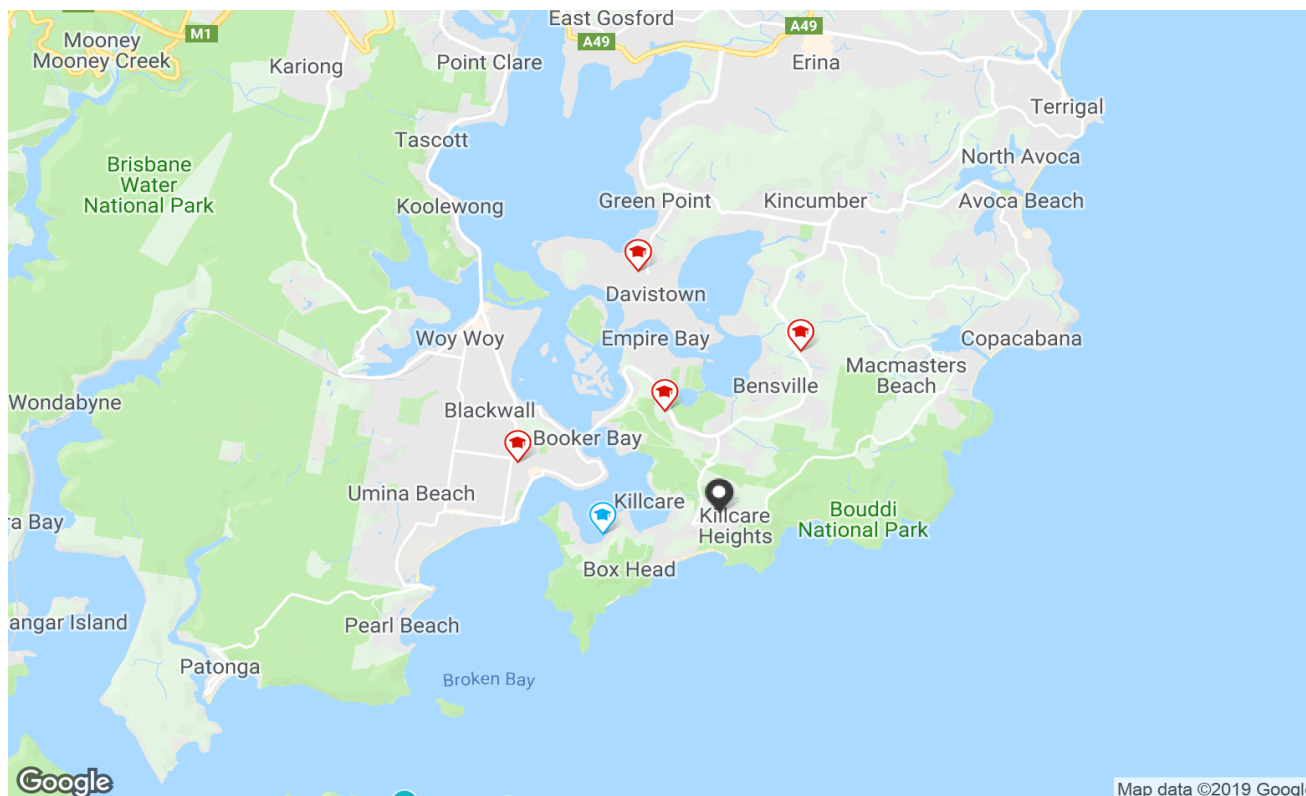 East Gosford
M1
A49
A49
Mooney
Mooney Creek
Kariong
Point Clare
Erina
Terrigal
Tascott
North Avoca
Brisbane
Water
National Park
Koolewong
Green Point
Kincumber
Avoca Beach
Davistown
Woy Woy
Empire Bay
Copacabana
Macmasters
Beach
Bensville
Wondabyne
Blackwall
Booker Bay
Umina Beach
Killcare
Killcare
Heights
Bouddi
National Park
ra Bay
Box Head
angar Island
Pearl Beach
Patonga
Broken Bay
Google
Map data ©2019 Google